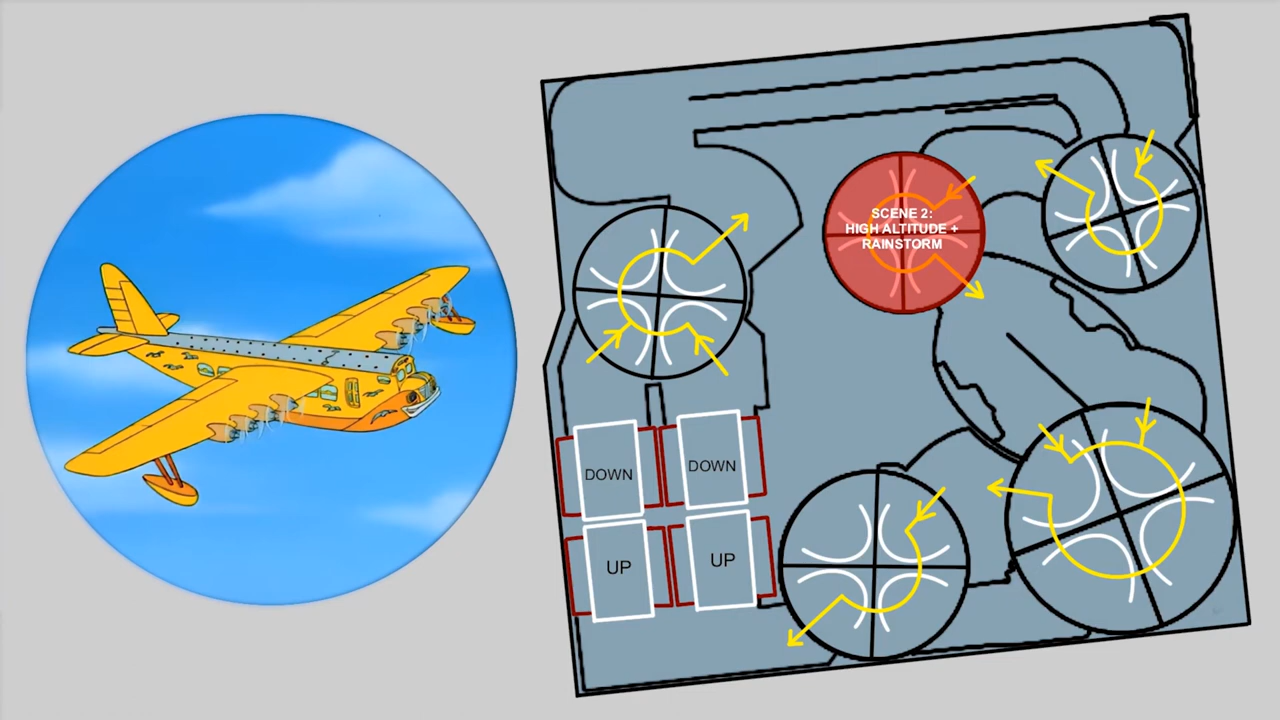 SCENE 2:
HIGH ALTITUDE +
RAINSTORM
DOWN
DOWN
UP
UP